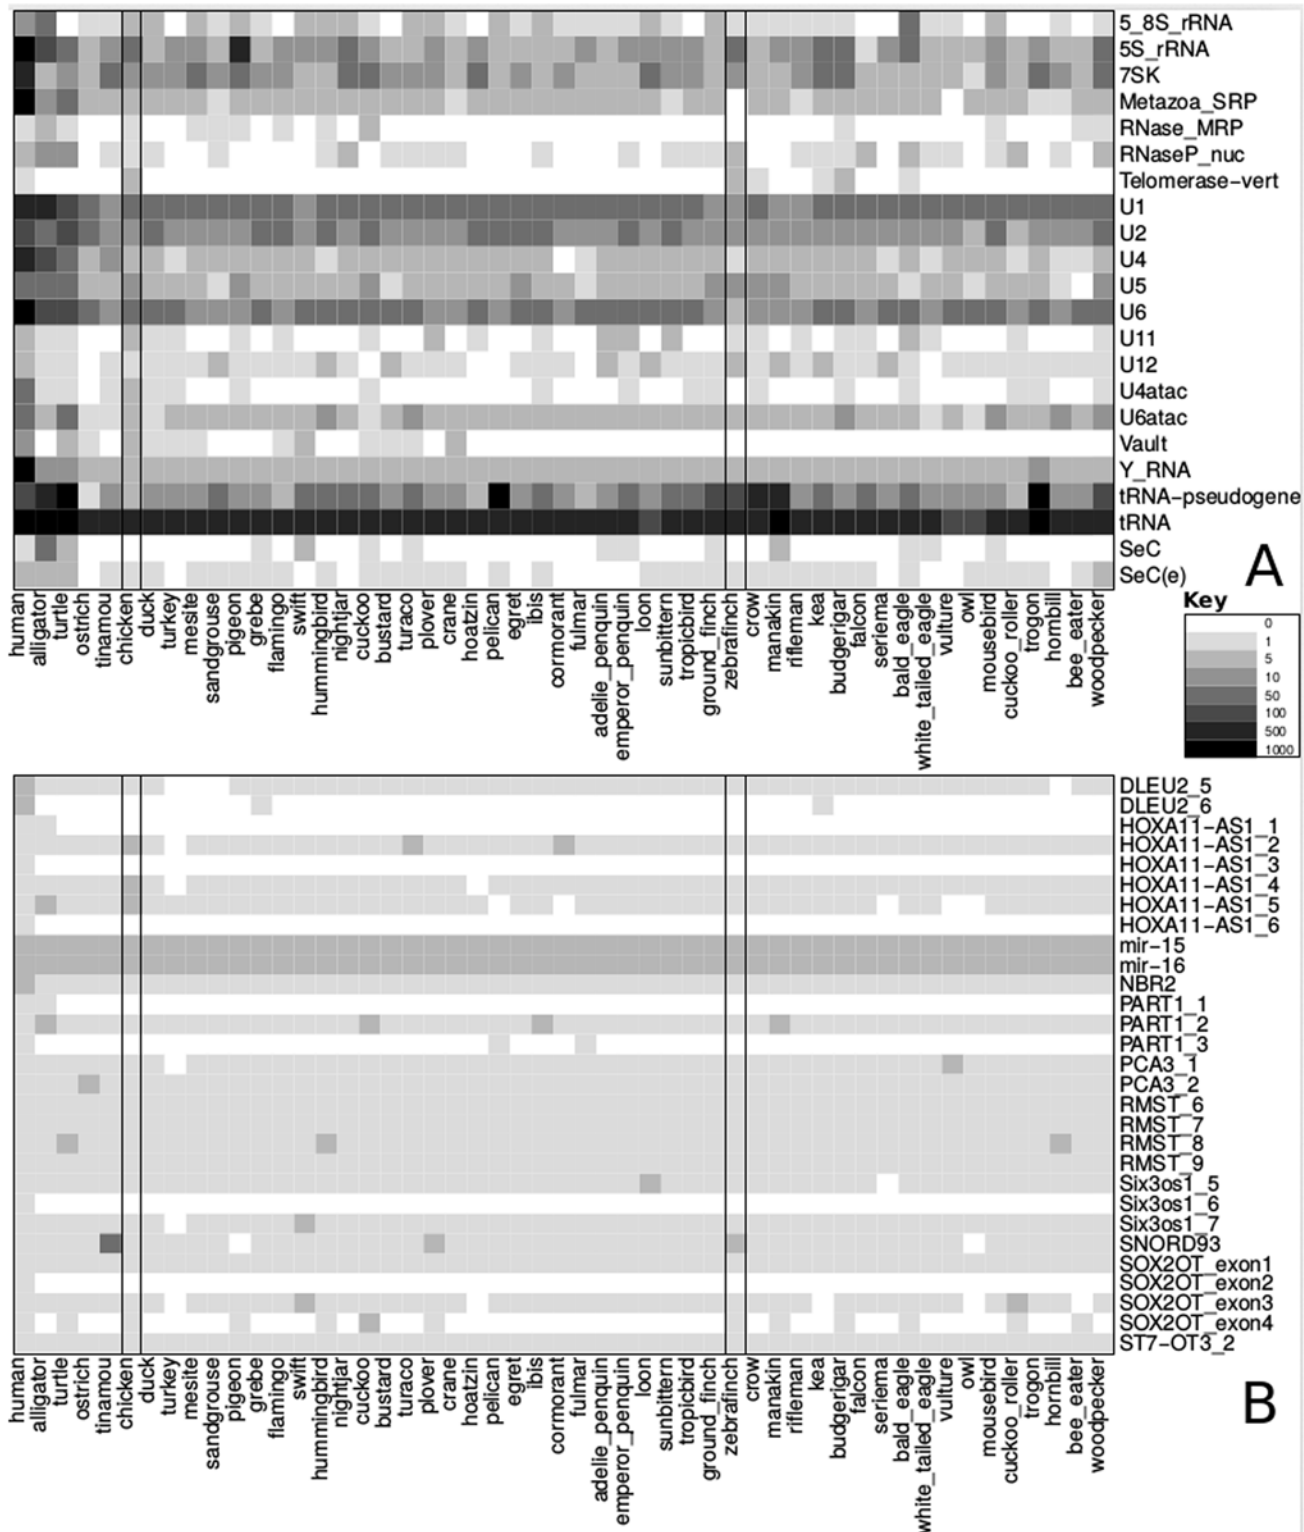 5_8S_rRNA
5S_rRNA
7SK
Metazoa_SRP
RNase_MRP
RNaseP_nuc
Telomerase-vert
U1
U2
U4
U5
U6
U11
U12
U4atac
U6atac
Vault
Y_RNA
tRNA-pseudogene
tRNA
SeC
SeC(e)
A
human
alligator
turtle
ostrich
tinamou
chicken
duck
turkey
mesite
sandgrouse
pigeon
grebe
flamingo
swift
hummingbird
nightjar
cuckoo
bustard
turaco
plover
crane
hoatzin
pelican
egret
ibis
cormorant
fulmar
adelie_penquin
emperor_penquin
loon
sunbittern
tropicbird
ground_finch
zebrafinch
crow
manakin
rifleman
kea
budgerigar
falcon
seriema
bald_eagle
white_tailed_eagle
vulture
owl
mousebird
cuckoo_roller
trogon
hornbill
bee_eater
woodpecker
Key
0
1
5
10
50
100
500
1000
DLEU2_5
DLEU2_6
HOXA11-AS1_1
HOXA11-AS1_2
HOXA11-AS1_3
HOXA11-AS1_4
HOXA11-AS1_5
HOXA11-AS1_6
mir-15
mir-16
NBR2
PART1_1
PART1_2
PART1_3
PCA3_1
PCA3_2
RMST_6
RMST_7
RMST_8
RMST_9
Six3os1_5
Six3os1_6
Six3os1_7
SNORD93
SOX2OT_exon1
SOX2OT_exon2
SOX2OT_exon3
SOX2OT_exon4
ST7-OT3_2
human
alligator
turtle
ostrich
tinamou
chicken
duck
turkey
mesite
sandgrouse
pigeon
grebe
flamingo
swift
hummingbird
nightjar
cuckoo
bustard
turaco
plover
crane
hoatzin
pelican
egret
ibis
cormorant
fulmar
adelie_penquin
emperor_penquin
loon
sunbittern
tropicbird
ground_finch
zebrafinch
crow
manakin
rifleman
kea
budgerigar
falcon
seriema
bald_eagle
white_tailed_eagle
vulture
owl
mousebird
cuckoo_roller
trogon
hornbill
bee_eater
woodpecker
B